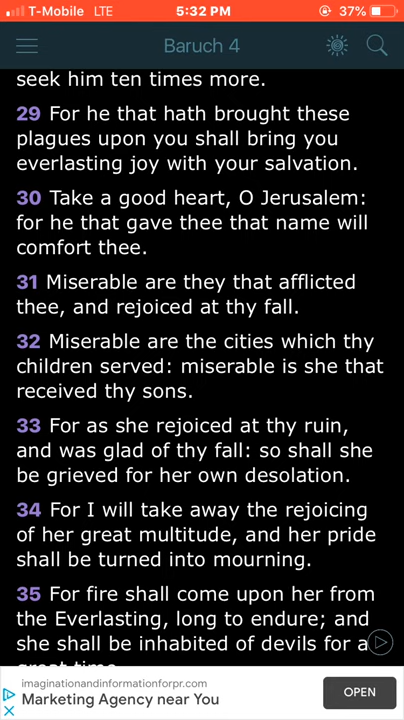 T-Mobile LTE 5:32 PM 37%
Baruch 4
seek him ten times more.
29 For he that hath brought these
plagues upon you shall bring you
everlasting joy with your salvation.
30 Take a good heart, O Jerusalem:
for he that gave thee that name will
comfort thee.
31 Miserable are they that afflicted
thee, and rejoiced at thy fall.
32 Miserable are the cities which thy
children served: miserable is she that
received thy sons.
33 For as she rejoiced at thy ruin,
and was glad of thy fall: so shall she
be grieved for her own desolation.
34 For I will take away the rejoicing
of her great multitude, and her pride
shall be turned into mourning.
35 For fire shall come upon her from
the Everlasting, long to endure; and
she shall be inhabited of devils for a
great time.
imaginationandinformationforpr.com
Marketing Agency near You
OPEN